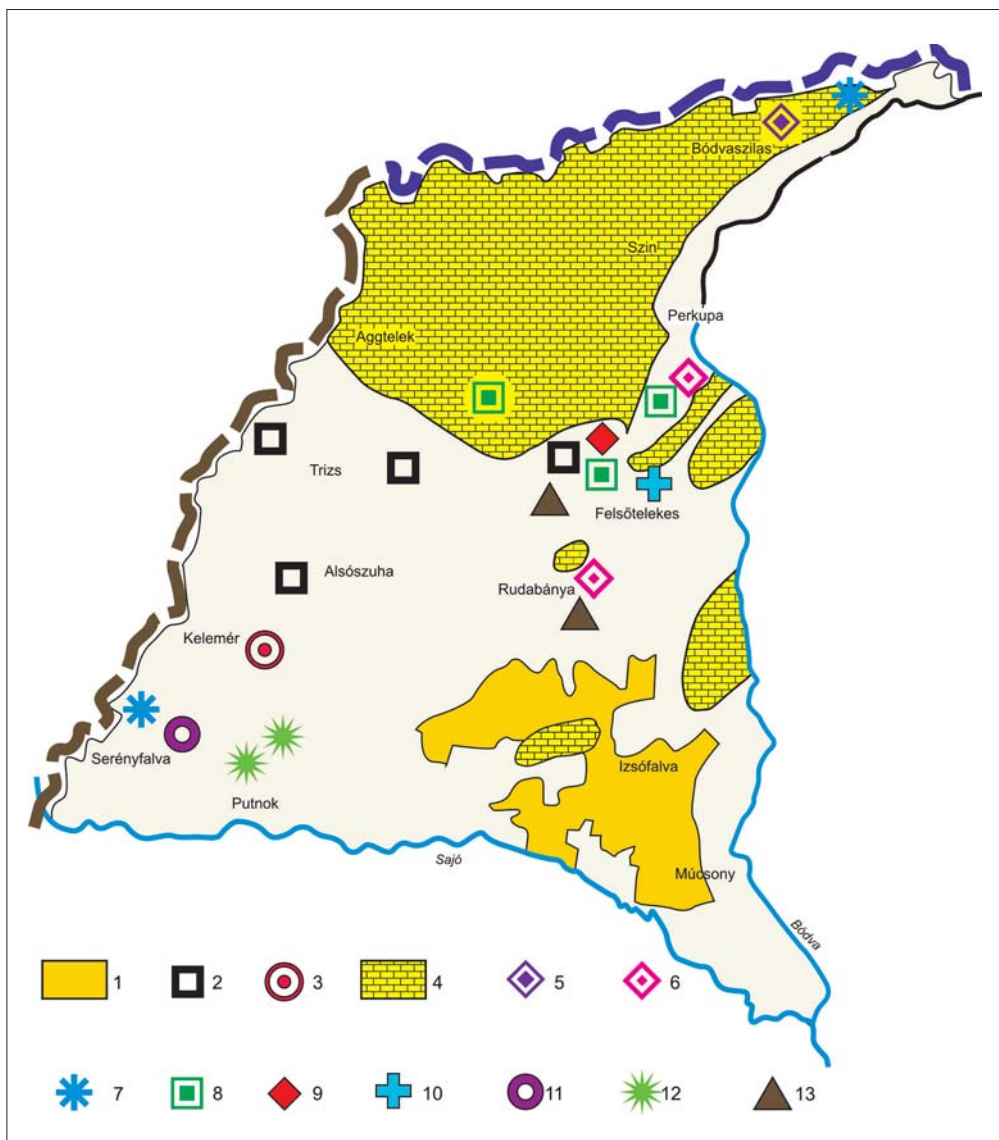 Bódvaszilas
Szin
Perkupa
Aggtelek
Trizs
Felsőtelekes
Alsószuha
Rudabánya
Kelemér
Serényfalva
Izsófalva
Putnok
Sajó
Múcsony
Bódva
1 2 3 4 5 6
7 8 9 10 11 12 13